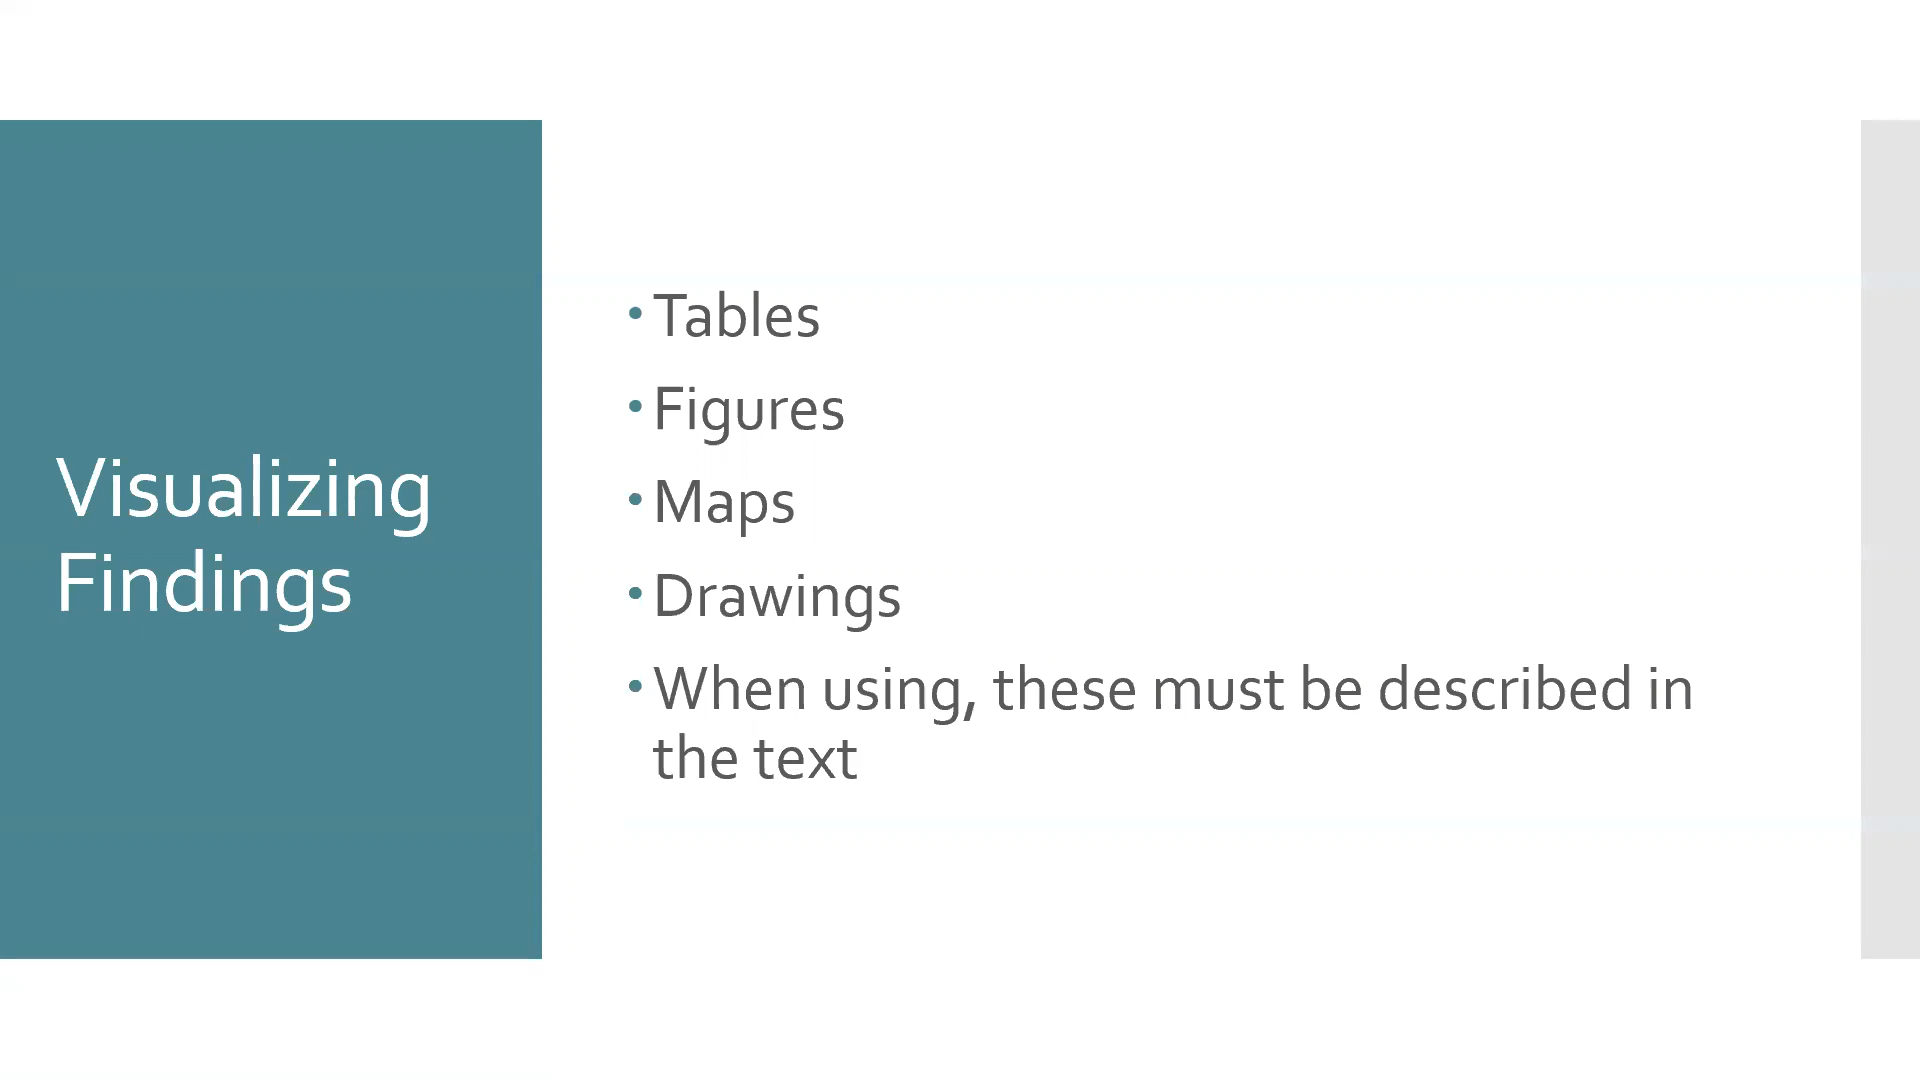 Visualizing
Findings
• Tables
• Figures
• Maps
• Drawings
• When using, these must be described in
the text